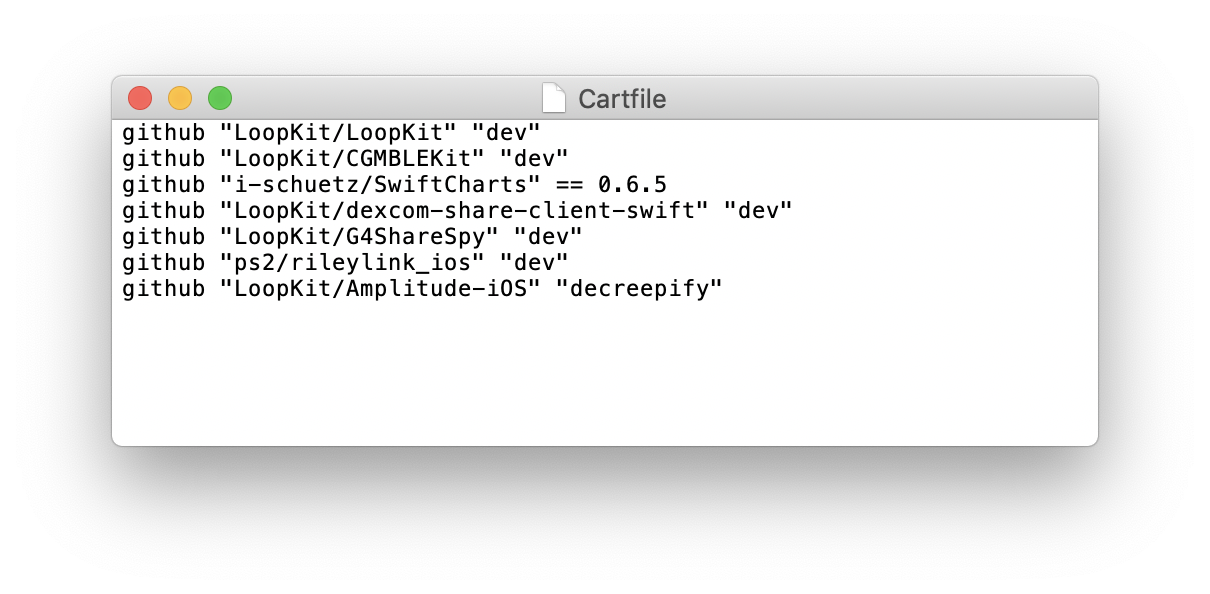 Cartfile
github "LoopKit/LoopKit" "dev"
github "LoopKit/CGMBLEKit" "dev"
github "i-schuetz/SwiftCharts" == 0.6.5
github "LoopKit/dexcom-share-client-swift" "dev"
github "LoopKit/G4ShareSpy" "dev"
github "ps2/rileylink_ios" "dev"
github "LoopKit/Amplitude-iOS" "decreepify"